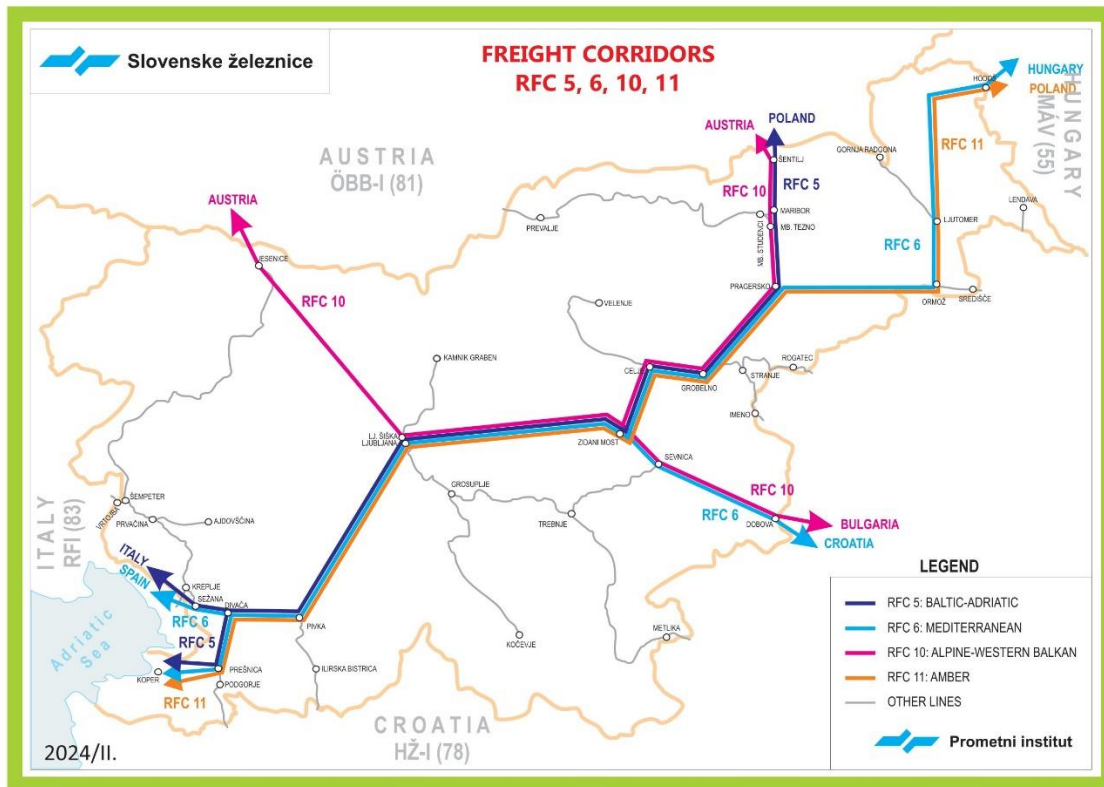 Slovenske železnice
FREIGHT CORRIDORS
RFC 5, 6, 10, 11
HUNGARY
POLAND
HODOŠ
HUNGARY
MÁV (55)
AUSTRIA
ÖBB-I (81)
AUSTRIA
POLAND
ŠENTILJ
GORNJA RADGONA
RFC 11
RFC 10
RFC 5
LENDAVA
AUSTRIA
PREVALJE
MARIBOR
MB. TEZNO
MB. STUDENCI
LJUTOMER
RFC 6
JESENICE
RFC 10
VELENJE
PRAGERSKO
ORMOŽ
SREDIŠČE
KAMNIK GRABEN
CELJE
GROBELNO
ROGATEC
STRANJE
IMENO
LJ. ŠIŠKA
LJUBLJANA
ZIDANI MOST
SEVNICA
GROSUPLJE
TREBNJE
RFC 10
RFC 6
DOBOVA
BULGARIA
CROATIA
ITALY
RFI (83)
ŠEMPETER
VRTOJBA
PRVAČINA
AJDOVŠČINA
ITALY
SPAIN
KREPLJE
SEŽANA
DIVAČA
RFC 6
RFC 5
PIVKA
Adriatic
Sea
KOPER
PREŠNICA
RFC 11
PODGORJE
ILIRSKA BISTRICA
KOČEVJE
METLIKA
CROATIA
HŽ-I (78)
LEGEND
RFC 5: BALTIC-ADRIATIC
RFC 6: MEDITERRANEAN
RFC 10: ALPINE-WESTERN BALKAN
RFC 11: AMBER
OTHER LINES
Prometni institut
2024/II.